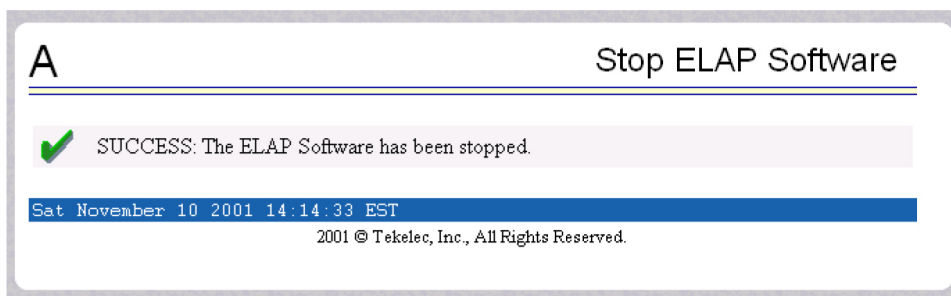 A Stop ELAP Software
SUCCESS: The ELAP Software has been stopped.
Sat November 10 2001 14:14:33 EST
2001 © Tekelec, Inc., All Rights Reserved.